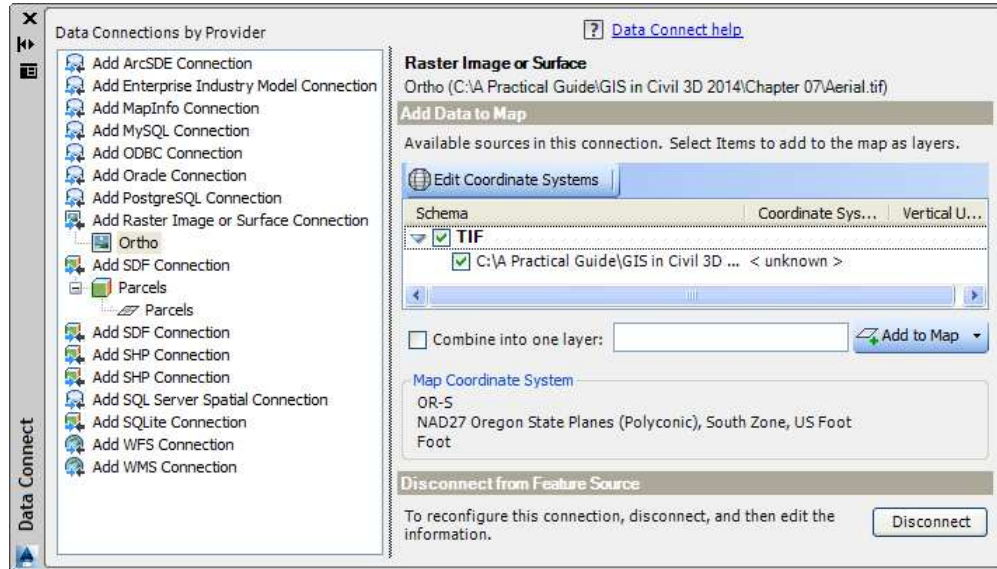 Data Connections by Provider
Add ArcSDE Connection
Add Enterprise Industry Model Connection
Add MapInfo Connection
Add MySQL Connection
Add ODBC Connection
Add Oracle Connection
Add PostgreSQL Connection
Add Raster Image or Surface Connection
Ortho
Add SDF Connection
Parcels
Parcels
Add SDF Connection
Add SHP Connection
Add SHP Connection
Add SQL Server Spatial Connection
Add SQLite Connection
Add WFS Connection
Add WMS Connection
Data Connect
? Data Connect help
Raster Image or Surface
Ortho (C:\A Practical Guide\GIS in Civil 3D 2014\Chapter 07\Aerial.tif)
Add Data to Map
Available sources in this connection. Select Items to add to the map as layers.
Edit Coordinate Systems
Schema Coordinate Sys... Vertical U...
TIF
C:\A Practical Guide\GIS in Civil 3D ... < unknown >
Combine into one layer: Add to Map
Map Coordinate System
OR-S
NAD27 Oregon State Planes (Polyconic), South Zone, US Foot
Foot
Disconnect from Feature Source
To reconfigure this connection, disconnect, and then edit the
information.
Disconnect